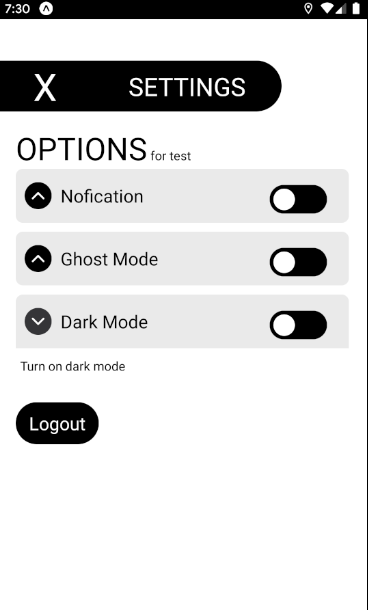 7:30
X SETTINGS
OPTIONS for test
Nofication
Ghost Mode
Dark Mode
Turn on dark mode
Logout